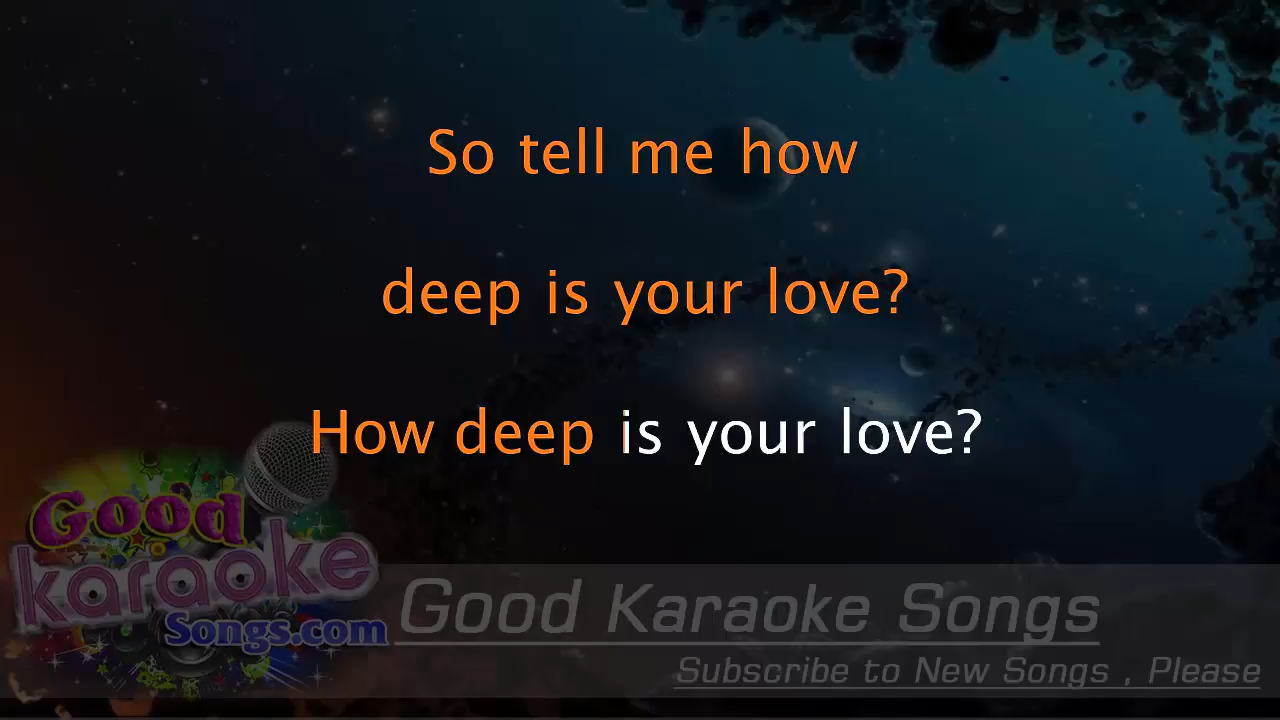 So tell me how
deep is your love?
How deep is your love?
Good
karaoke
Songs.com
Good Karaoke Songs
Subscribe to New Songs , Please